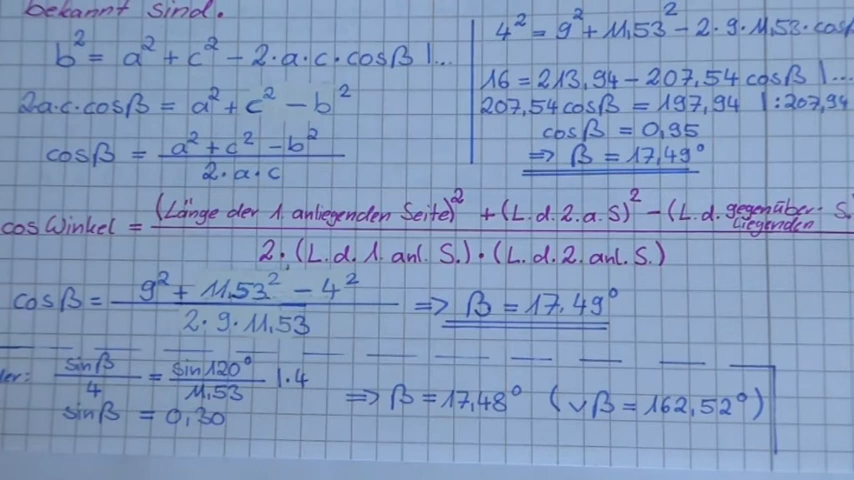 bekannt sind.
b² = a² + c² - 2·a·c·cosβ |...
2a·c·cosβ = a² + c² - b²
cosβ = (a² + c² - b²) / (2·a·c)
4² = 9² + 11,53² - 2·9·11,53·cosβ
16 = 213,94 - 207,54 cosβ |...
207,54 cosβ = 197,94 |:207,94
cosβ = 0,95
⇒ β = 17,49°
cos Winkel = ((Länge der 1. anliegenden Seite)² + (L.d.2.a.S)² - (L.d. gegenüberliegenden S.
2·(L.d. 1. anl. S.)·(L.d.2.anl.S.)
cosβ = (9² + 11,53² - 4²) / (2·9·11,53) ⇒ β = 17,49°
ler: sinβ / 4 = sin120° / 11,53 |·4
sinβ = 0,30
⇒ β = 17,48° (∨ β = 162,52°)